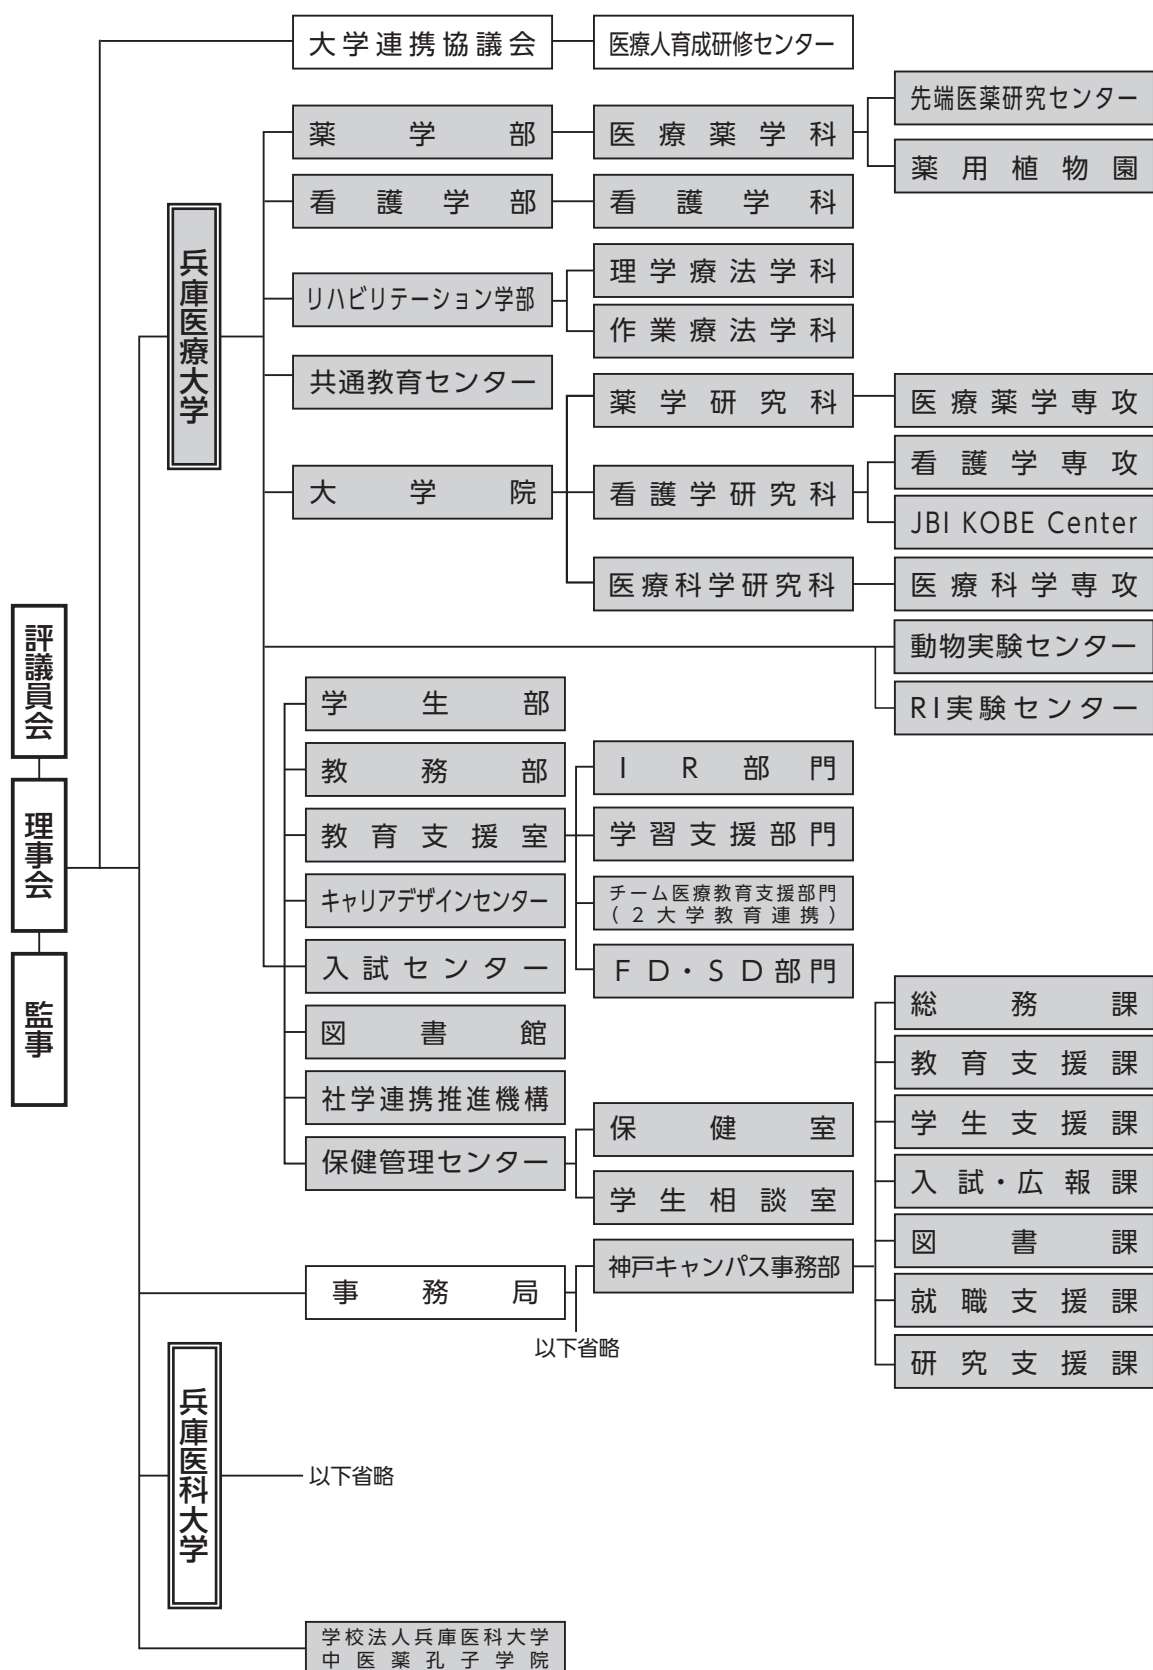 大学連携協議会
医療人育成研修センター
先端医薬研究センター
薬学部
医療薬学科
薬用植物園
看護学部
看護学科
兵庫医療大学
理学療法学科
リハビリテーション学部
作業療法学科
共通教育センター
薬学研究科
医療薬学専攻
看護学専攻
大学院
看護学研究科
JBI KOBE Center
医療科学研究科
医療科学専攻
評議員会
動物実験センター
RI実験センター
学生部
教務部
IR部門
理事会
教育支援室
学習支援部門
キャリアデザインセンター
チーム医療教育支援部門
(2大学教育連携)
入試センター
FD・SD部門
監事
総務課
図書館
教育支援課
社学連携推進機構
保健室
学生支援課
保健管理センター
学生相談室
入試・広報課
図書課
事務局
神戸キャンパス事務部
就職支援課
以下省略
研究支援課
兵庫医科大学
以下省略
学校法人兵庫医科大学
中医薬孔子学院